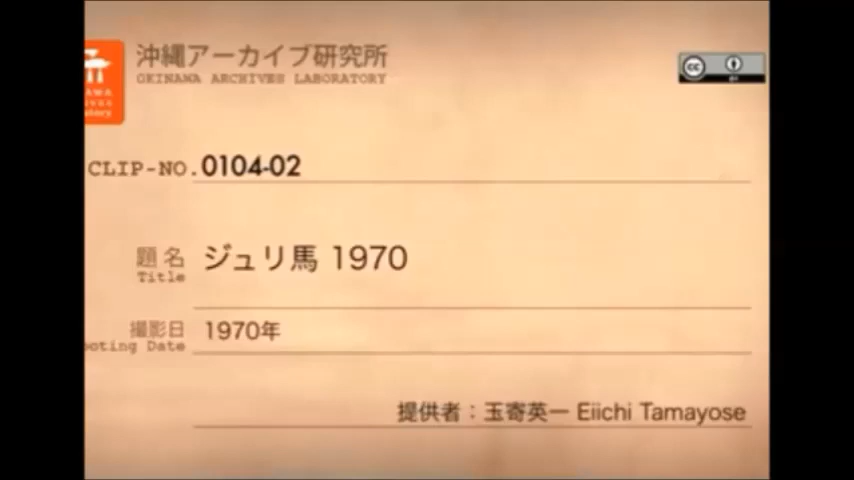 沖縄アーカイブ研究所
OKINAWA ARCHIVES LABORATORY
CLIP-NO. 0104-02
題名 ジュリ馬 1970
Title
撮影日 1970年
ooting Date
提供者：玉寄英一 Eiichi Tamayose